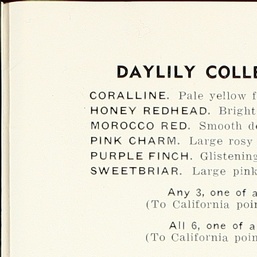 DAYLILY COLLE
CORALLINE. Pale yellow f
HONEY REDHEAD. Bright
MOROCCO RED. Smooth de
PINK CHARM. Large rosy
PURPLE FINCH. Glistening
SWEETBRIAR. Large pink
Any 3, one of a
(To California poin
All 6, one of a
(To California poin